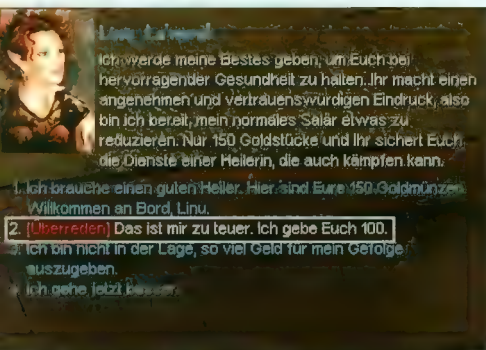 Ich werde meine Bestes geben, um Euch bei
hervorragender Gesundheit zu halten. Ihr macht einen
angenehmen und vertrauenswürdigen Eindruck, also
bin ich bereit, mein normales Salär etwas zu
reduzieren. Nur 150 Goldstücke und Ihr sichert Euch
die Dienste einer Heilerin, die auch kämpfen kann.
1. Ich brauche einen guten Heiler. Hier sind Eure 150 Goldmünzen.
Willkommen an Bord, Linu.
2. [Überreden] Das ist mir zu teuer. Ich gebe Euch 100.
3. Ich bin nicht in der Lage, so viel Geld für mein Gefolge
auszugeben.
Ich gehe jetzt besser.